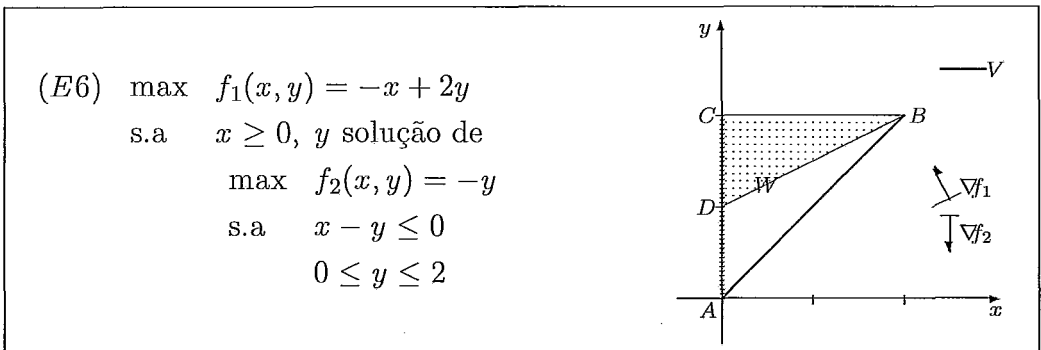 (E6) max f₁(x, y) = −x + 2y
s.a x ≥ 0, y solução de
max f₂(x, y) = −y
s.a x − y ≤ 0
0 ≤ y ≤ 2
y
V
C
B
W
D
∇f₁
∇f₂
A
x